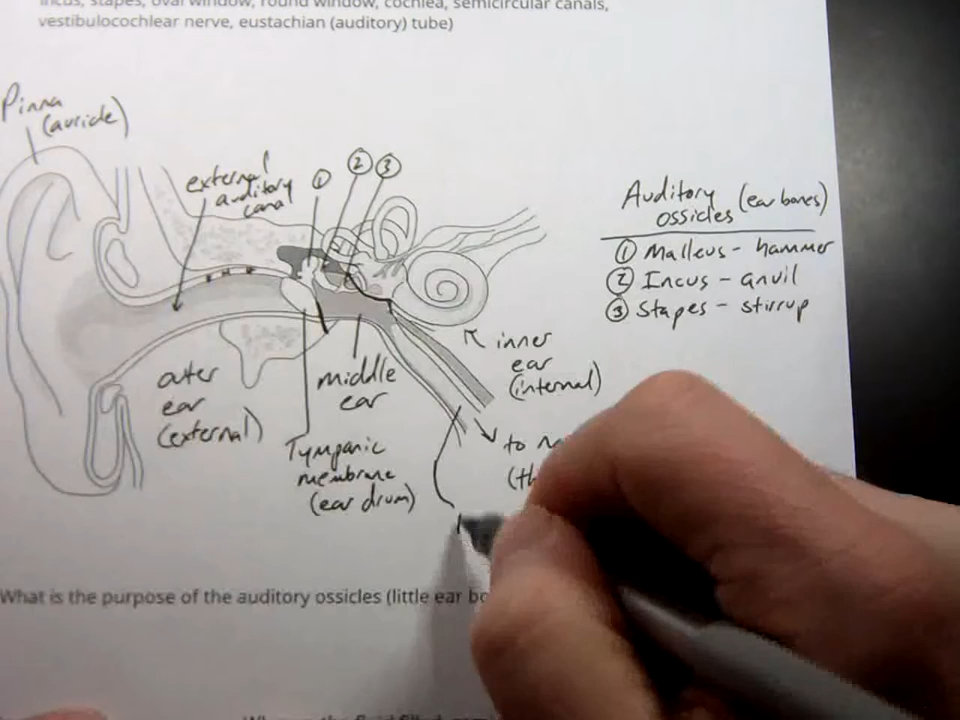 incus, stapes, oval window, round window, cochlea, semicircular canals,
vestibulocochlear nerve, eustachian (auditory) tube)
Pinna
(auricle)
external
auditory
canal
1
2
3
Auditory (ear bones)
ossicles
1 Malleus - hammer
2 Incus - anvil
3 Stapes - stirrup
inner
ear
(internal)
outer
ear
(external)
middle
ear
Tympanic
membrane
(ear drum)
to
What is the purpose of the auditory ossicles (little ear